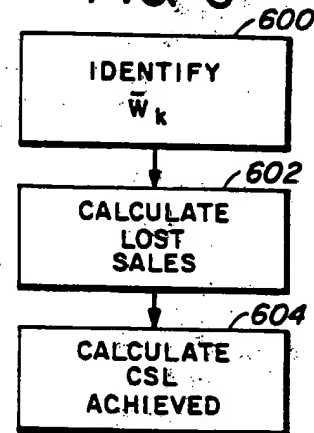 600
IDENTIFY
W̄ k
602
CALCULATE
LOST
SALES
604
CALCULATE
CSL
ACHIEVED